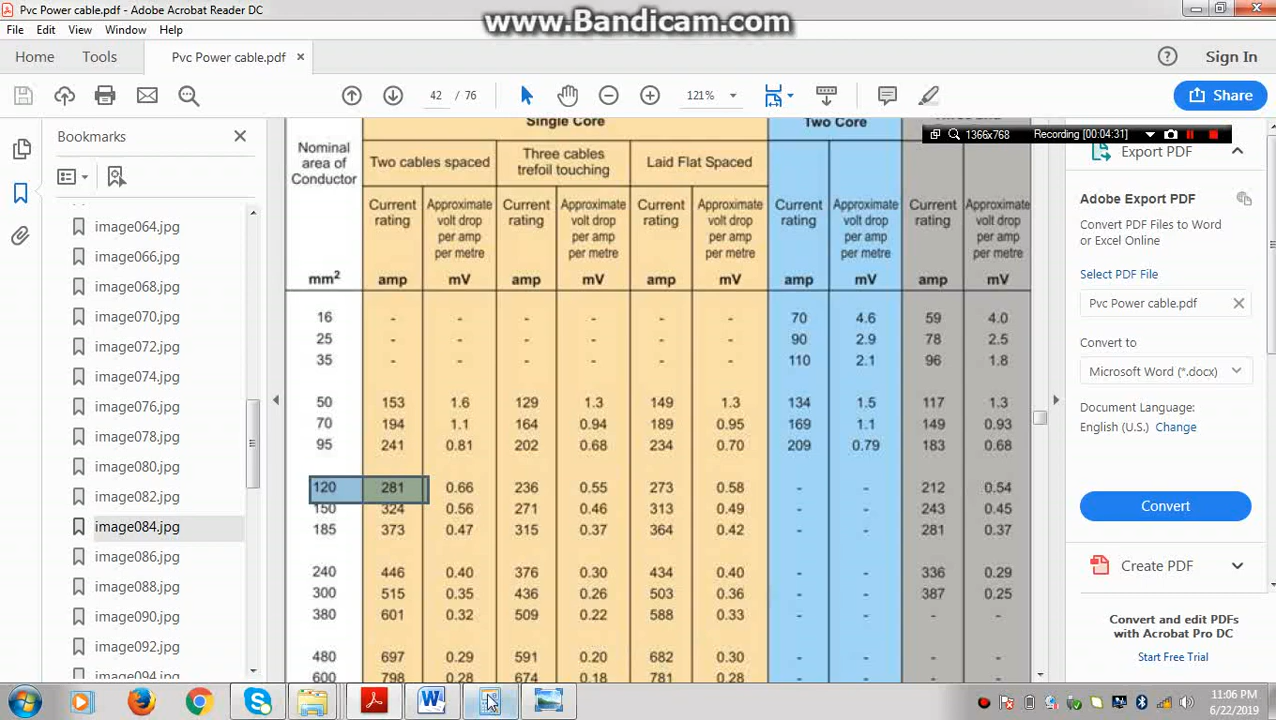 Pvc Power cable.pdf - Adobe Acrobat Reader DC
www.Bandicam.com
File Edit View Window Help
Home Tools Pvc Power cable.pdf × Sign In
42 / 76 121% Share
Bookmarks
image064.jpg
image066.jpg
image068.jpg
image070.jpg
image072.jpg
image074.jpg
image076.jpg
image078.jpg
image080.jpg
image082.jpg
image084.jpg
image086.jpg
image088.jpg
image090.jpg
image092.jpg
image094.jpg
Single Core Two Core
1366x768 Recording [00:04:31]
Nominal area of Conductor
Two cables spaced
Three cables trefoil touching
Laid Flat Spaced
Current rating Approximate volt drop per amp per metre Current rating Approximate volt drop per amp per metre Current rating Approximate volt drop per amp per metre Current rating Approximate volt drop per amp per metre Current rating Approximate volt drop per amp per metre
mm² amp mV amp mV amp mV amp mV amp mV
16 - - - - - - 70 4.6 59 4.0
25 - - - - - - 90 2.9 78 2.5
35 - - - - - - 110 2.1 96 1.8
50 153 1.6 129 1.3 149 1.3 134 1.5 117 1.3
70 194 1.1 164 0.94 189 0.95 169 1.1 149 0.93
95 241 0.81 202 0.68 234 0.70 209 0.79 183 0.68
120 281 0.66 236 0.55 273 0.58 - - 212 0.54
150 324 0.56 271 0.46 313 0.49 - - 243 0.45
185 373 0.47 315 0.37 364 0.42 - - 281 0.37
240 446 0.40 376 0.30 434 0.40 - - 336 0.29
300 515 0.35 436 0.26 503 0.36 - - 387 0.25
380 601 0.32 509 0.22 588 0.33 - - - -
480 697 0.29 591 0.20 682 0.30 - - - -
600 798 0.28 674 0.18 781 0.28 - - - -
Export PDF
Adobe Export PDF
Convert PDF Files to Word
or Excel Online
Select PDF File
Pvc Power cable.pdf
Convert to
Microsoft Word (*.docx)
Document Language:
English (U.S.) Change
Convert
Create PDF
Convert and edit PDFs
with Acrobat Pro DC
Start Free Trial
11:06 PM
6/22/2019